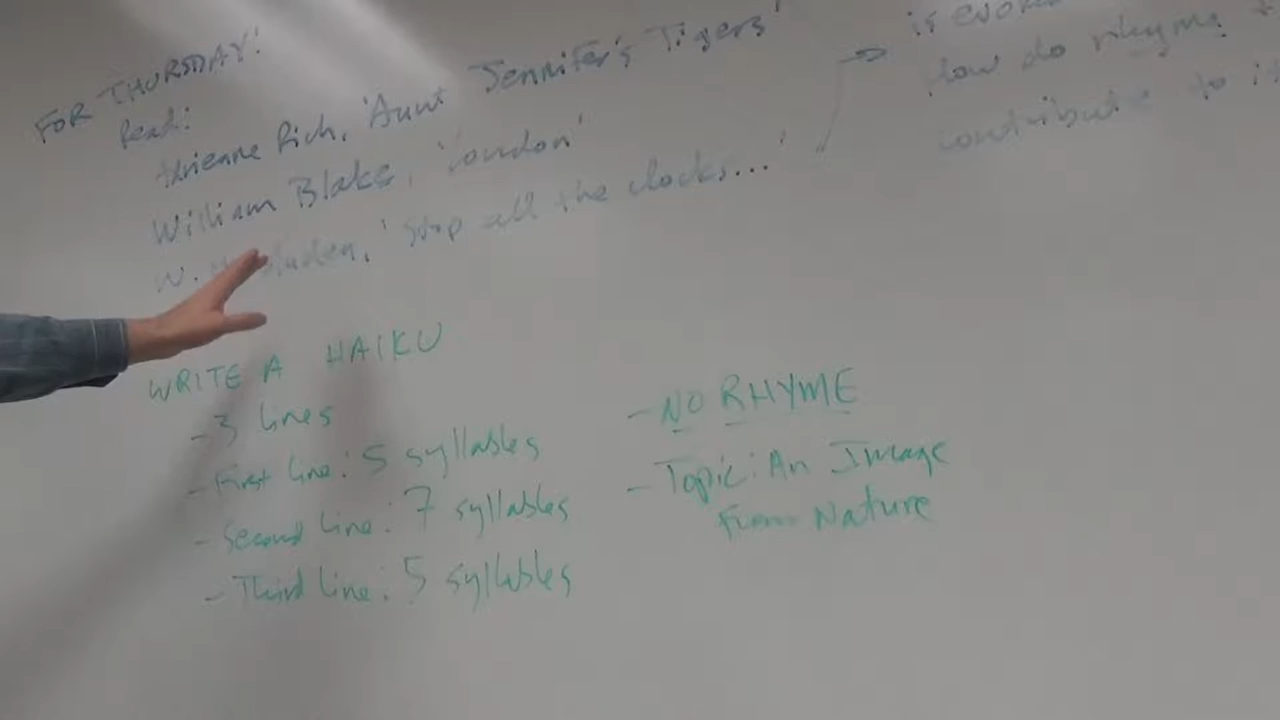 FOR THURSDAY:
Read:
Adrienne Rich, 'Aunt Jennifer's Tigers'
William Blake, 'London'
W. Auden, 'Stop all the clocks...'
is
how do rhyme
contribute to it
WRITE A HAIKU
- 3 lines
- First line: 5 syllables
- Second line: 7 syllables
- Third line: 5 syllables
- NO RHYME
- Topic: An Image
From Nature